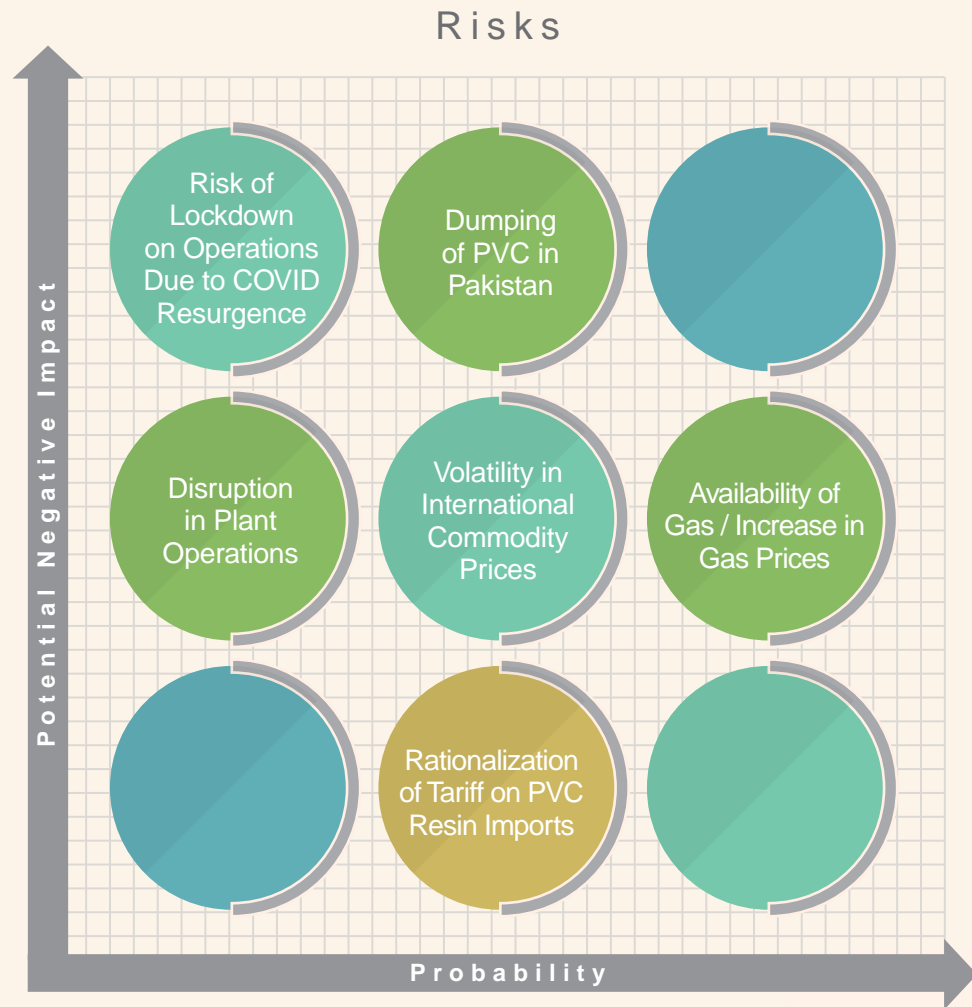 Risks
Potential Negative Impact
Risk of
Lockdown
on Operations
Due to COVID
Resurgence
Dumping
of PVC in
Pakistan
Disruption
in Plant
Operations
Volatility in
International
Commodity
Prices
Availability of
Gas / Increase in
Gas Prices
Rationalization
of Tariff on PVC
Resin Imports
Probability